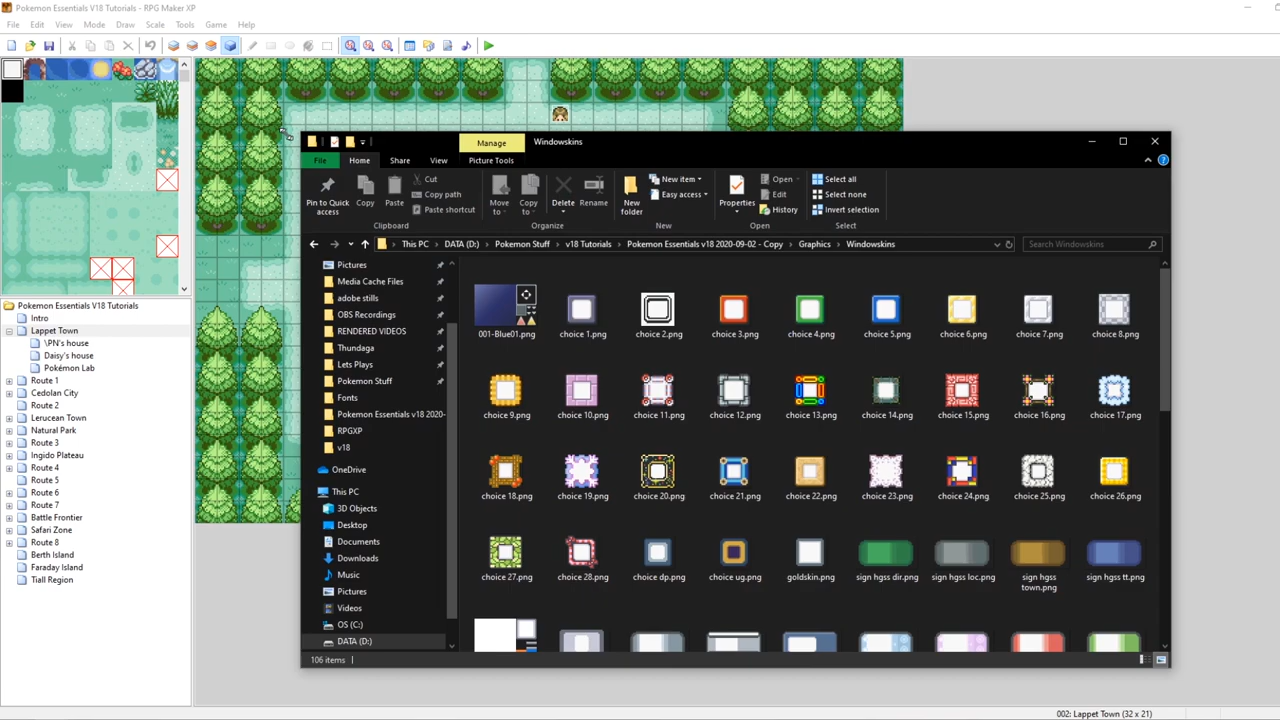 Pokemon Essentials V18 Tutorials - RPG Maker XP
File Edit View Mode Draw Scale Tools Game Help
Manage Windowskins
File Home Share View Picture Tools
Pin to Quick access
Copy
Paste
Cut
Copy path
Paste shortcut
Clipboard
Move to
Copy to
Delete
Rename
Organize
New folder
New item
Easy access
New
Properties
Open
Edit
History
Open
Select all
Select none
Invert selection
Select
This PC DATA (D:) Pokemon Stuff v18 Tutorials Pokemon Essentials v18 2020-09-02 - Copy Graphics Windowskins
Search Windowskins
Pictures
Media Cache Files
adobe stills
OBS Recordings
RENDERED VIDEOS
Thundaga
Lets Plays
Pokemon Stuff
Fonts
Pokemon Essentials v18 2020-
RPGXP
v18
OneDrive
This PC
3D Objects
Desktop
Documents
Downloads
Music
Pictures
Videos
OS (C:)
DATA (D:)
001-Blue01.png choice 1.png choice 2.png choice 3.png choice 4.png choice 5.png choice 6.png choice 7.png choice 8.png
choice 9.png choice 10.png choice 11.png choice 12.png choice 13.png choice 14.png choice 15.png choice 16.png choice 17.png
choice 18.png choice 19.png choice 20.png choice 21.png choice 22.png choice 23.png choice 24.png choice 25.png choice 26.png
choice 27.png choice 28.png choice dp.png choice ug.png goldskin.png sign hgss dir.png sign hgss loc.png sign hgss town.png sign hgss tt.png
106 items
Pokemon Essentials V18 Tutorials
Intro
Lappet Town
\PN's house
Daisy's house
Pokémon Lab
Route 1
Cedolan City
Route 2
Lerucean Town
Natural Park
Route 3
Ingido Plateau
Route 4
Route 5
Route 6
Route 7
Battle Frontier
Safari Zone
Route 8
Berth Island
Faraday Island
Tiall Region
002: Lappet Town (32 x 21)